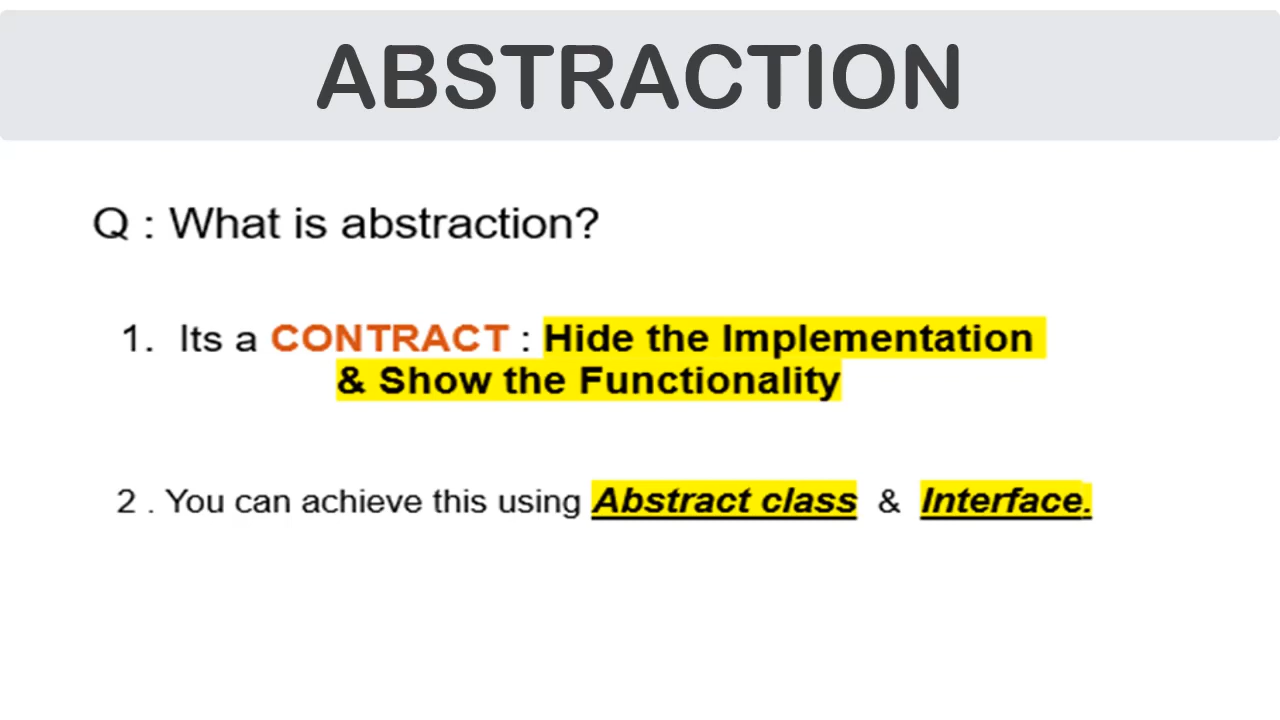 ABSTRACTION
Q : What is abstraction?
1. Its a CONTRACT : Hide the Implementation
& Show the Functionality
2 . You can achieve this using Abstract class & Interface.